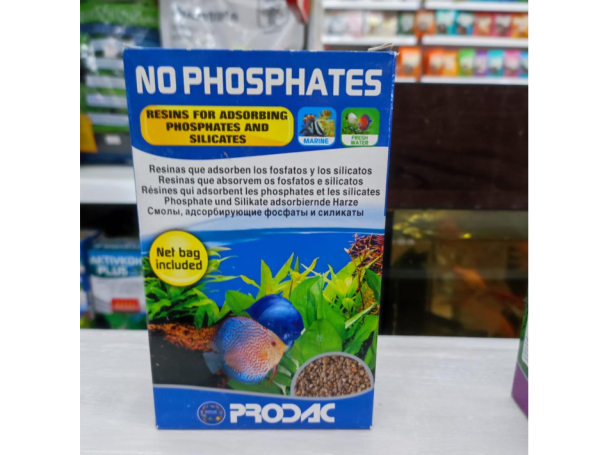 NO PHOSPHATES
RESINS FOR ADSORBING
PHOSPHATES AND
SILICATES
MARINE
FRESH
WATER
Resinas que adsorben los fosfatos y los silicatos
Resinas que absorvem os fosfatos e silicatos
Résines qui adsorbent les phosphates et les silicates
Phosphate und Silikate adsorbiernde Harze
Смолы, адсорбирующие фосфаты и силикаты
Net bag
included
PLUS
PRODAC